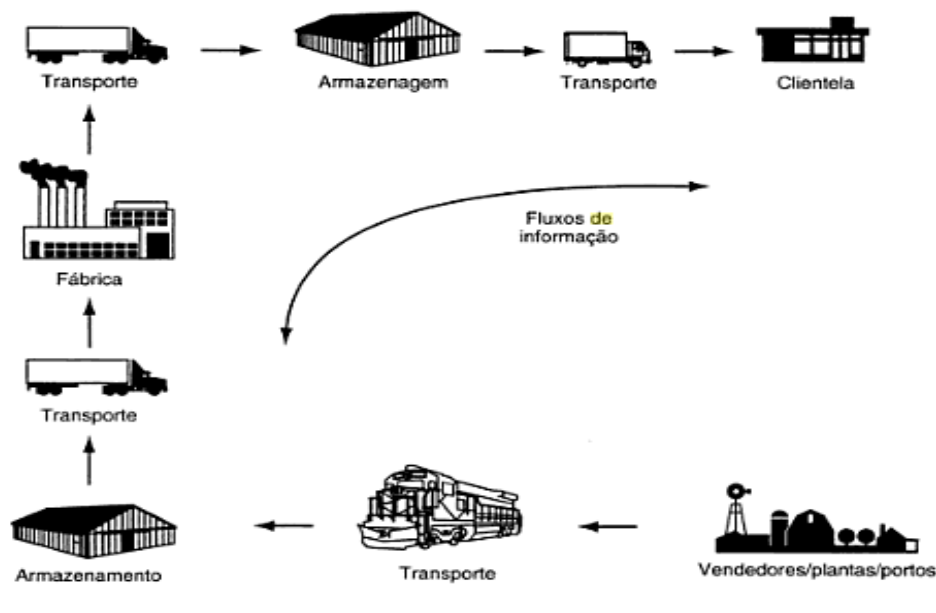 Transporte
Armazenagem
Transporte
Clientela
Fluxos de
informação
Fábrica
Transporte
Armazenamento
Transporte
Vendedores/plantas/portos